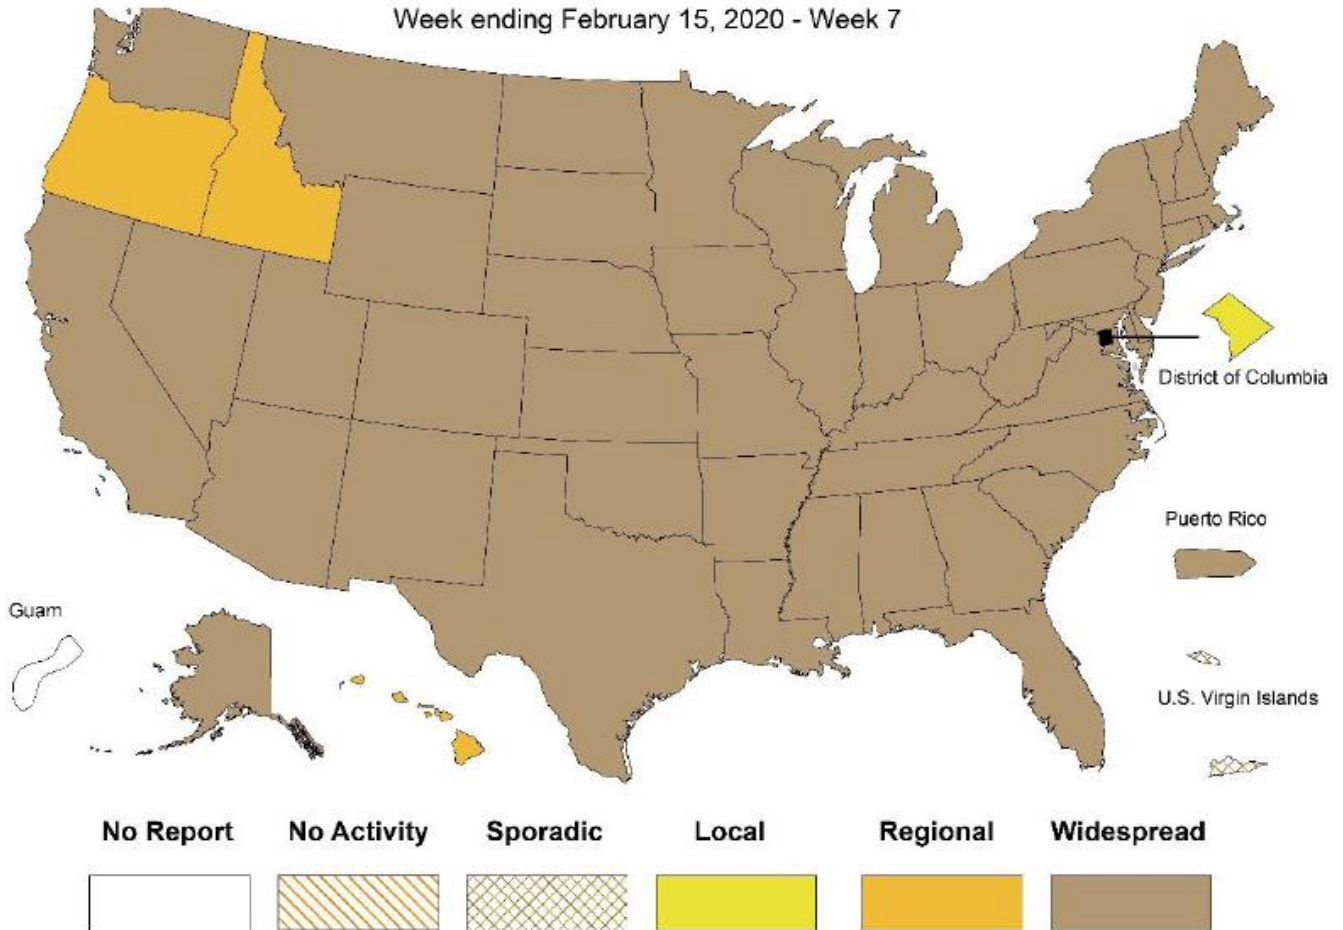 Week ending February 15, 2020 - Week 7
District of Columbia
Puerto Rico
Guam
U.S. Virgin Islands
No Report No Activity Sporadic Local Regional Widespread